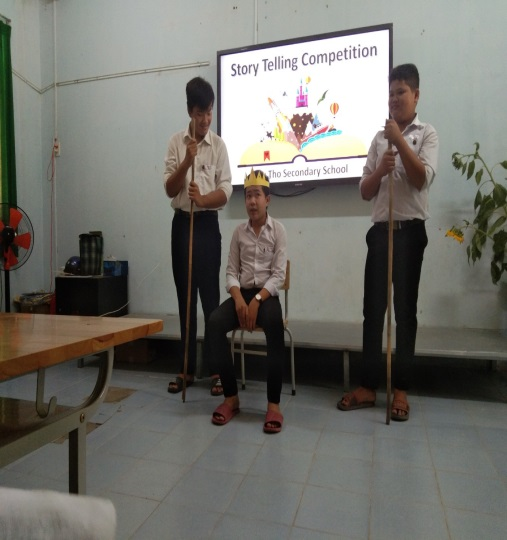 Story Telling Competition
Tho Secondary School